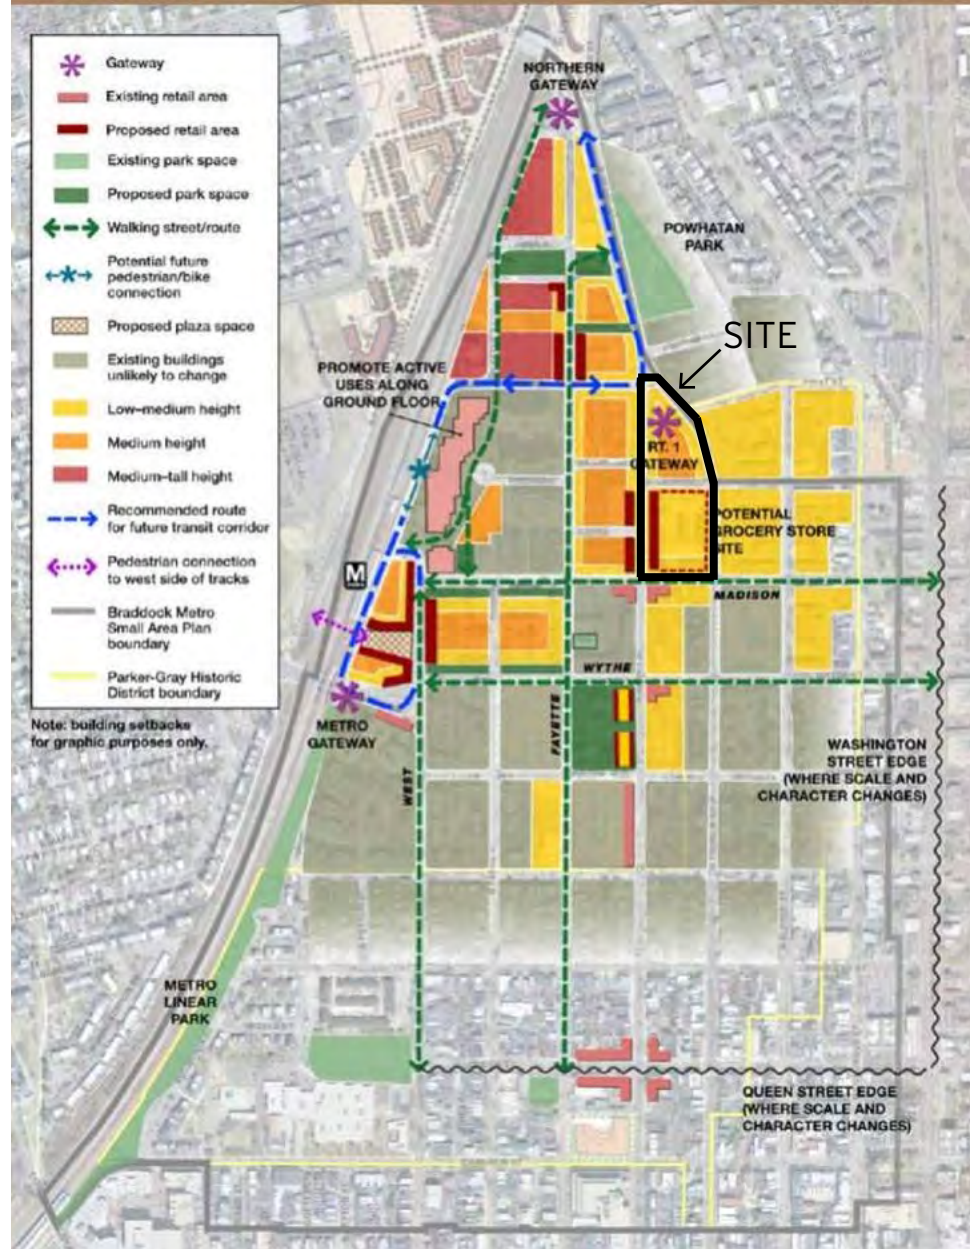 Gateway
Existing retail area
Proposed retail area
Existing park space
Proposed park space
Walking street/route
Potential future
pedestrian/bike
connection
Proposed plaza space
Existing buildings
unlikely to change
Low–medium height
Medium height
Medium–tall height
Recommended route
for future transit corridor
Pedestrian connection
to west side of tracks
Braddock Metro
Small Area Plan
boundary
Parker-Gray Historic
District boundary
Note: building setbacks
for graphic purposes only.
NORTHERN
GATEWAY
POWHATAN
PARK
SITE
PROMOTE ACTIVE
USES ALONG
GROUND FLOOR
RT. 1
GATEWAY
POTENTIAL
GROCERY STORE
SITE
M
MADISON
WYTHE
FAYETTE
WEST
METRO
GATEWAY
WASHINGTON
STREET EDGE
(WHERE SCALE AND
CHARACTER CHANGES)
METRO
LINEAR
PARK
QUEEN STREET EDGE
(WHERE SCALE AND
CHARACTER CHANGES)